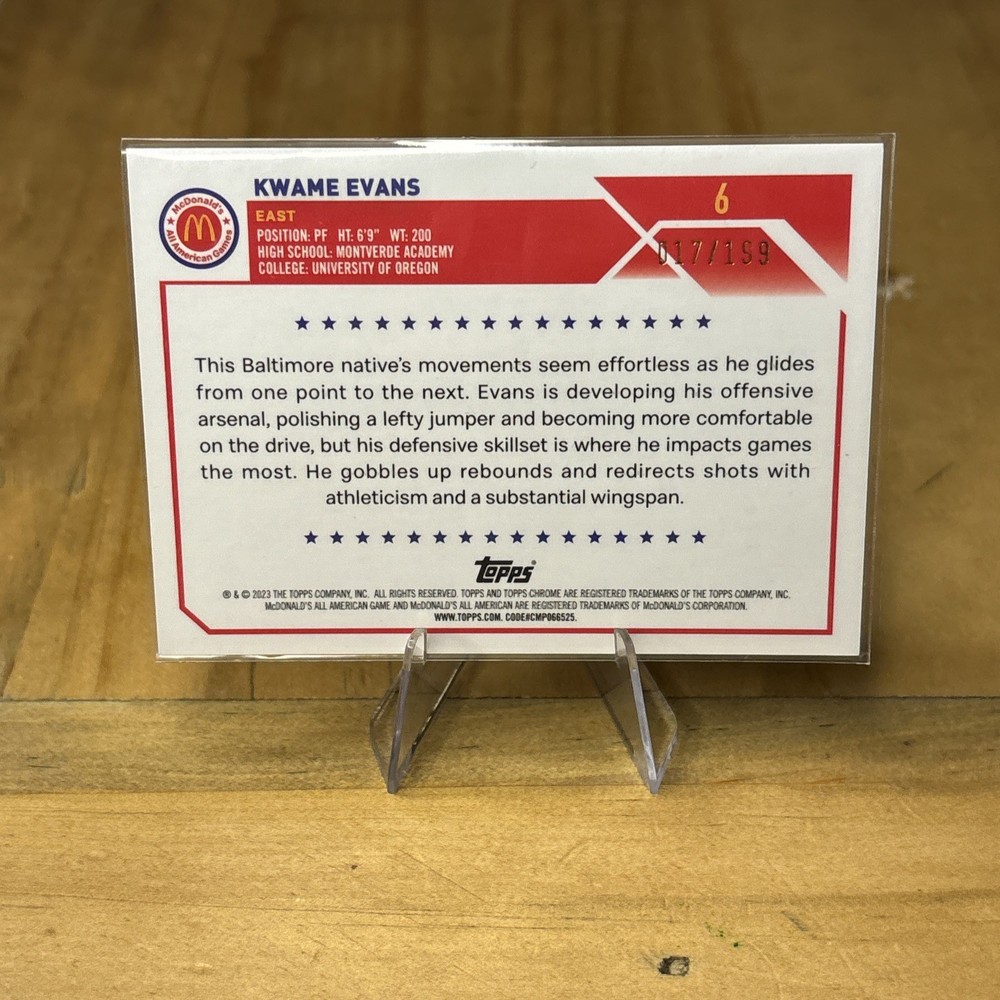 McDonald's
All American Games
KWAME EVANS
EAST
POSITION: PF HT: 6'9" WT: 200
HIGH SCHOOL: MONTVERDE ACADEMY
COLLEGE: UNIVERSITY OF OREGON
6
017/199
This Baltimore native's movements seem effortless as he glides
from one point to the next. Evans is developing his offensive
arsenal, polishing a lefty jumper and becoming more comfortable
on the drive, but his defensive skillset is where he impacts games
the most. He gobbles up rebounds and redirects shots with
athleticism and a substantial wingspan.
topps®
® & © 2023 THE TOPPS COMPANY, INC. ALL RIGHTS RESERVED. TOPPS AND TOPPS CHROME ARE REGISTERED TRADEMARKS OF THE TOPPS COMPANY, INC.
McDONALD'S ALL AMERICAN GAME AND McDONALD'S ALL AMERICAN ARE REGISTERED TRADEMARKS OF McDONALD'S CORPORATION.
WWW.TOPPS.COM. CODE#CMP066525.